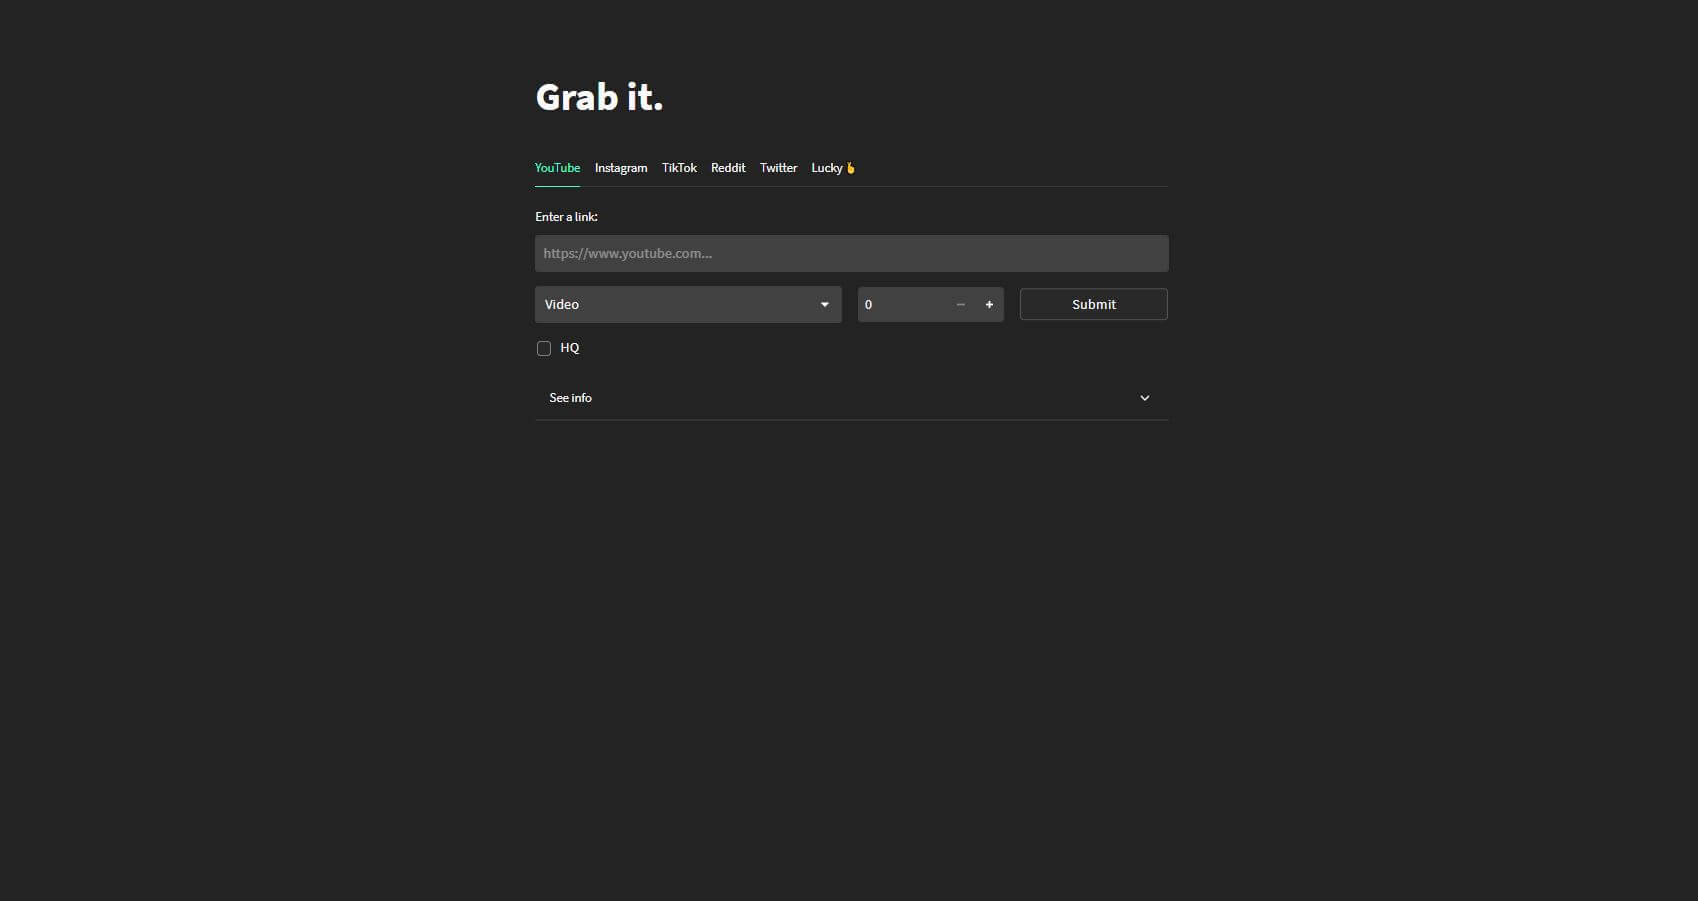 Grab it.
YouTube Instagram TikTok Reddit Twitter Lucky🫰
Enter a link:
https://www.youtube.com...
Video 0 − + Submit
HQ
See info